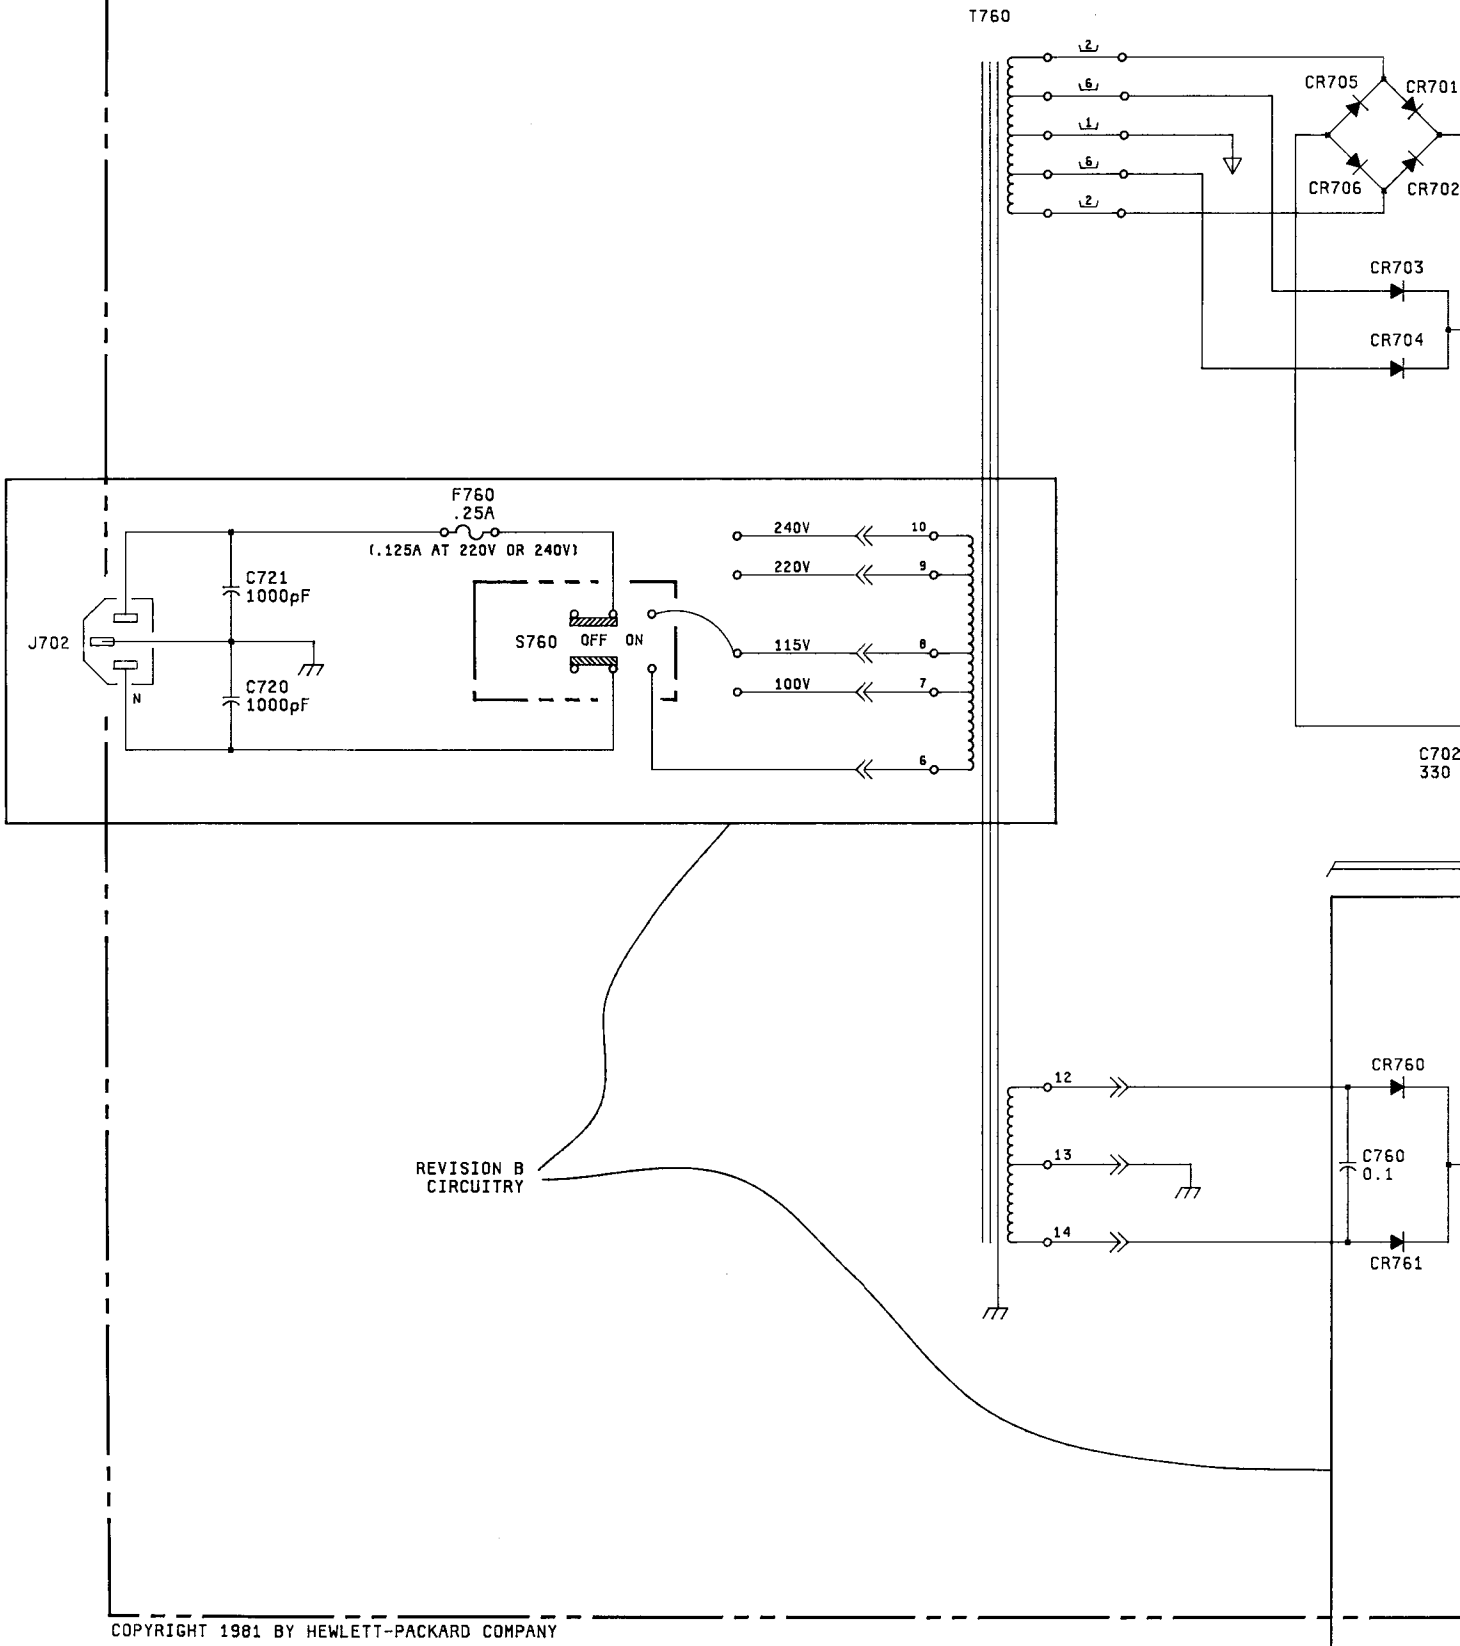 T760
2
6
1
6
2
CR705
CR701
CR706
CR702
CR703
CR704
F760
.25A
(.125A AT 220V OR 240V)
C721
1000pF
J702
N
C720
1000pF
S760
OFF
ON
240V
10
220V
9
115V
8
100V
7
6
C702
330
REVISION B
CIRCUITRY
12
13
14
CR760
C760
0.1
CR761
COPYRIGHT 1981 BY HEWLETT-PACKARD COMPANY